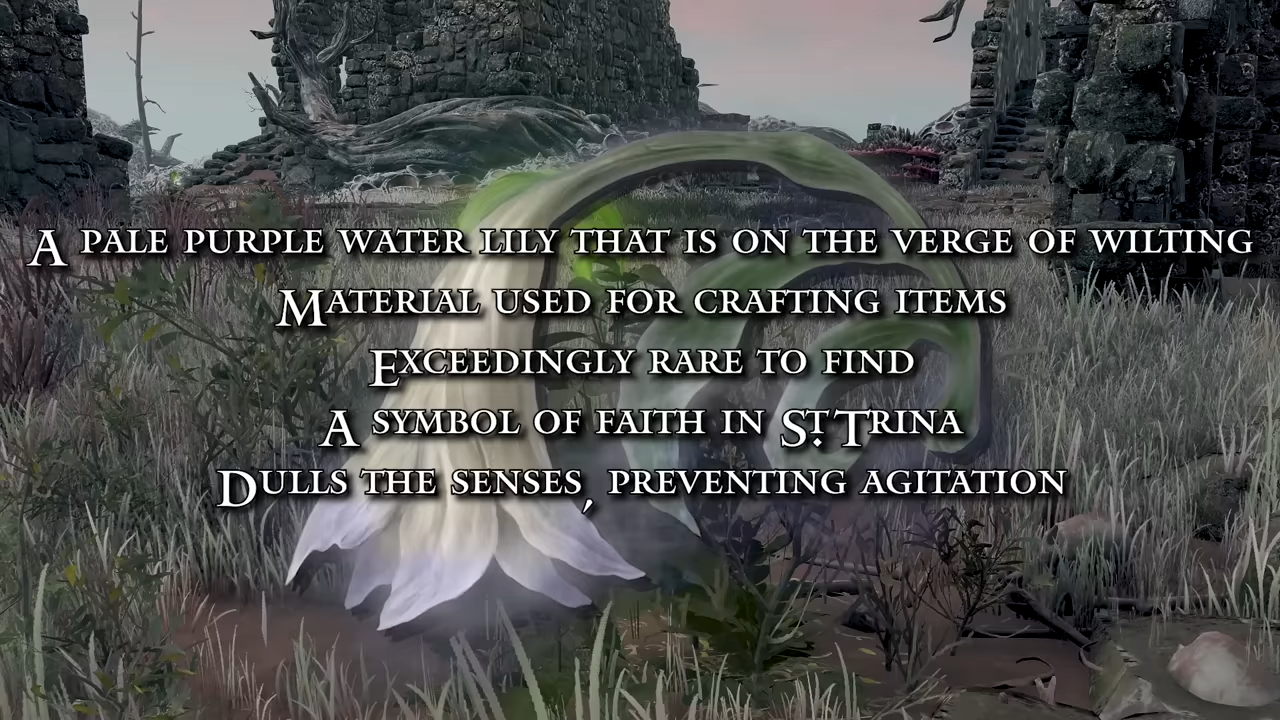 A pale purple water lily that is on the verge of wilting
Material used for crafting items
Exceedingly rare to find
A symbol of faith in St. Trina
Dulls the senses, preventing agitation